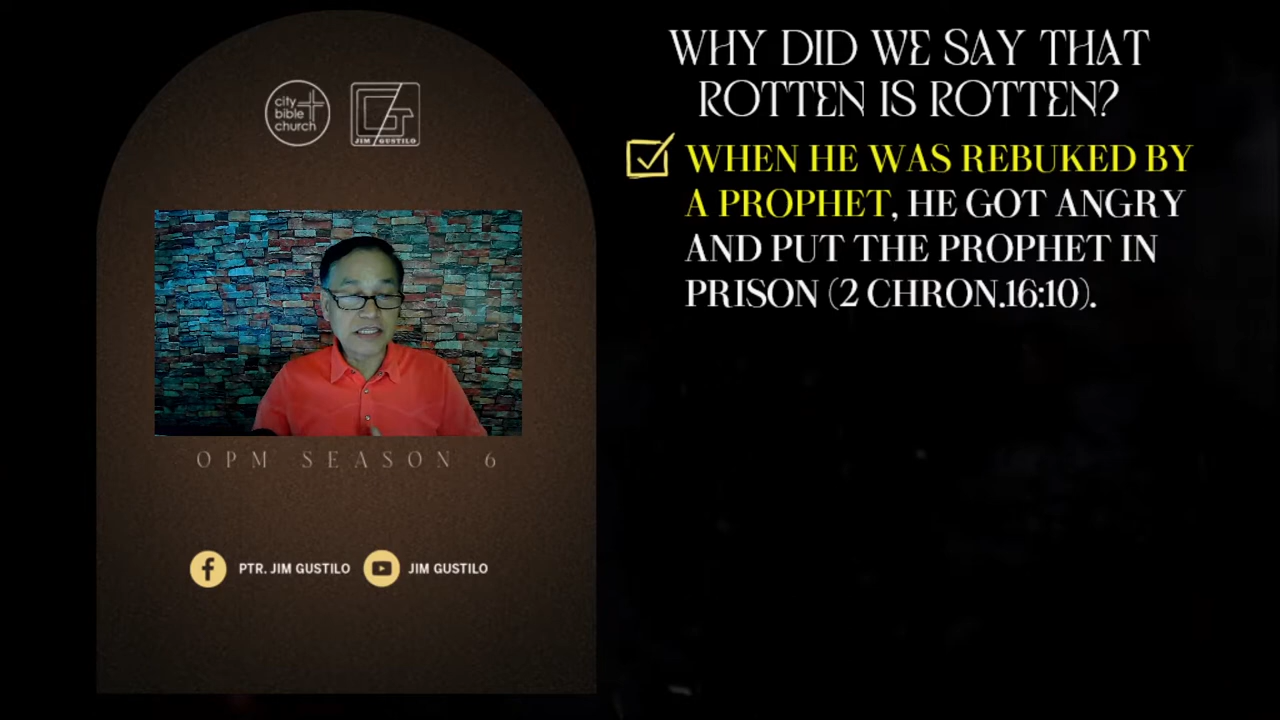 city
bible
church
JIM GUSTILO
OPM SEASON 6
PTR. JIM GUSTILO
JIM GUSTILO
WHY DID WE SAY THAT
ROTTEN IS ROTTEN?
WHEN HE WAS REBUKED BY
A PROPHET, HE GOT ANGRY
AND PUT THE PROPHET IN
PRISON (2 CHRON.16:10).